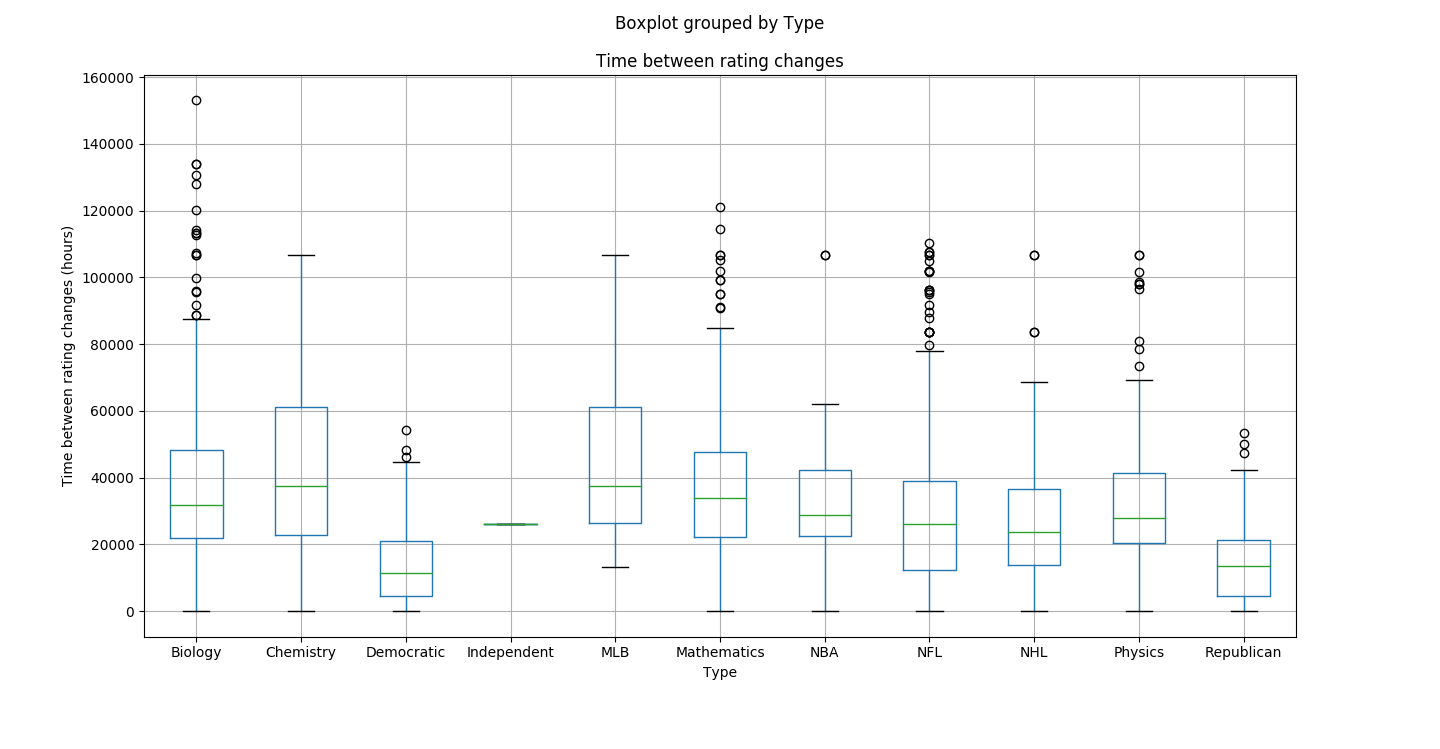 Boxplot grouped by Type
Time between rating changes
160000
140000
120000
100000
80000
60000
40000
20000
0
Time between rating changes (hours)
Biology Chemistry Democratic Independent MLB Mathematics NBA NFL NHL Physics Republican
Type